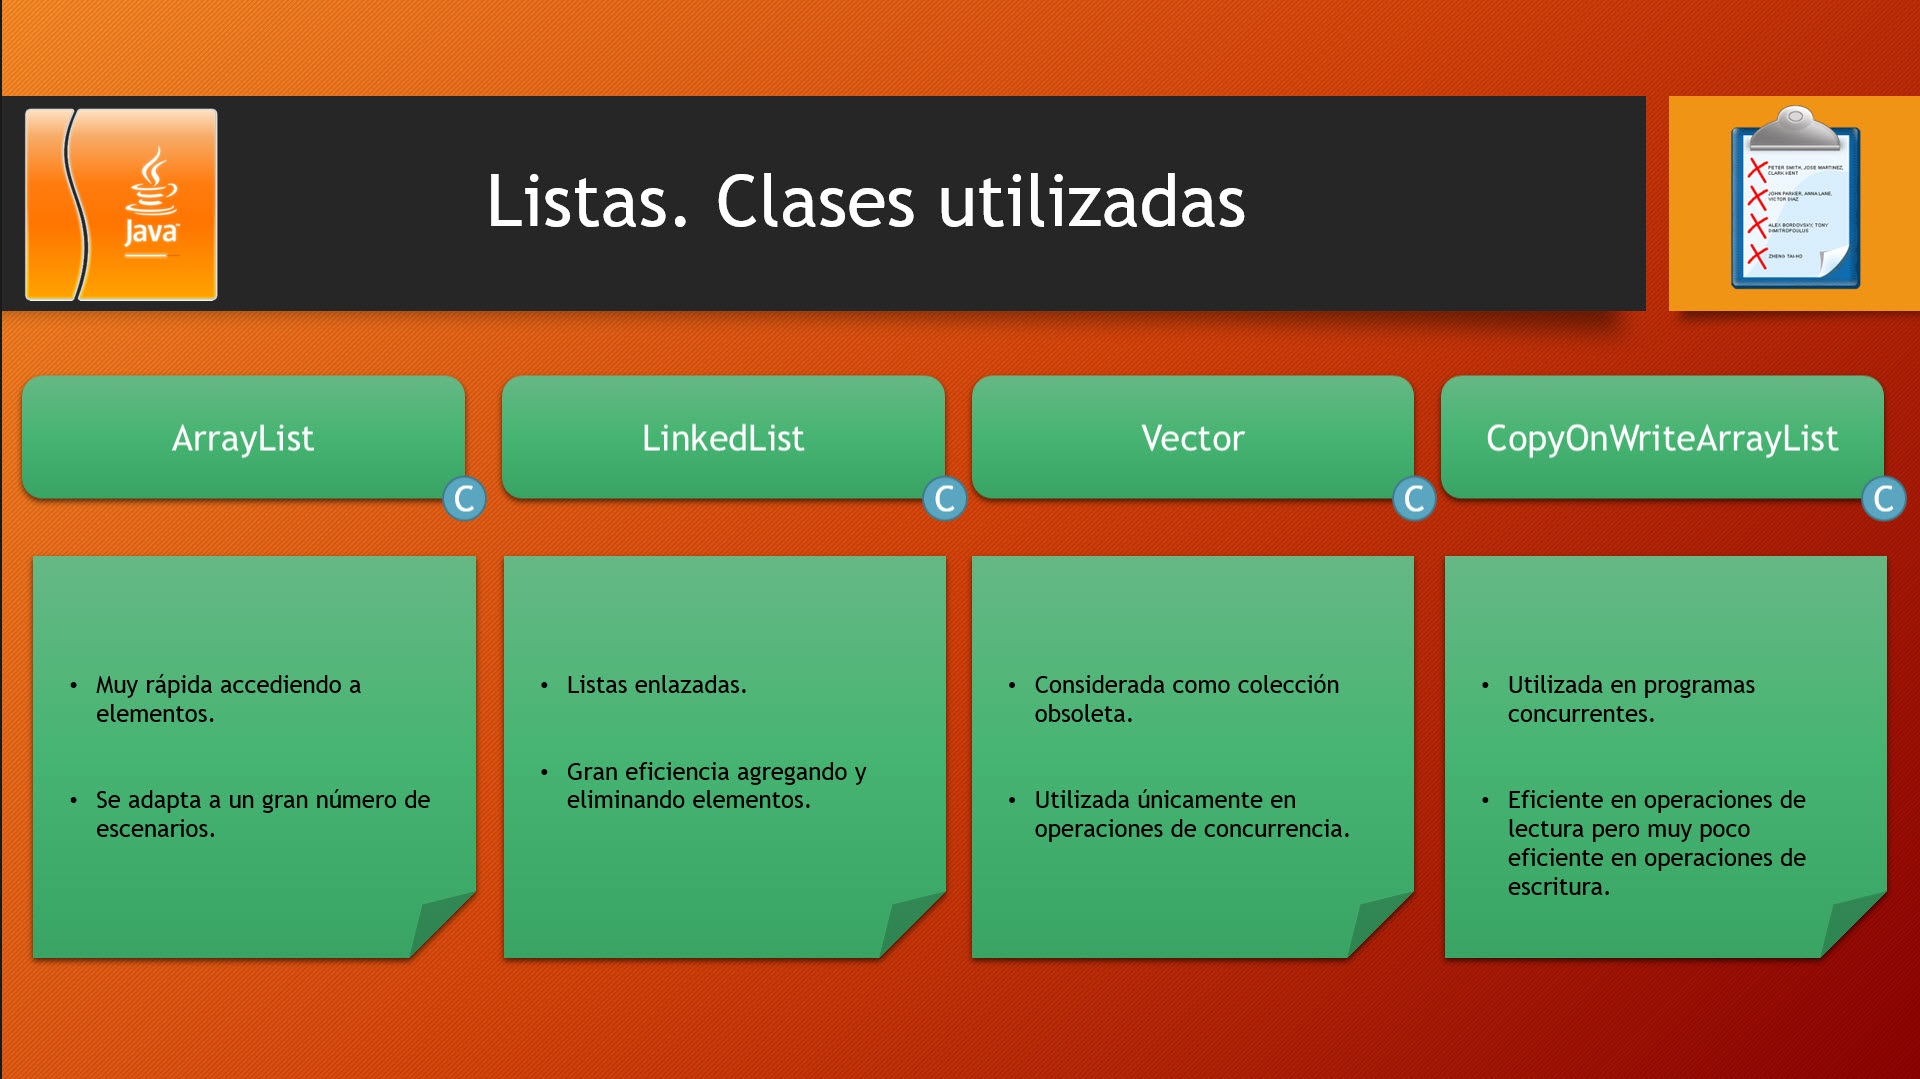 Java
Listas. Clases utilizadas
PETER SMITH, JOSE MARTINEZ,
CLARK KENT
JOHN PARKER, ANNA LANE,
VICTOR DIAZ
ALEX BORDOVSKY, TONY
DIMITROPOULUS
ZHENG TAI-HO
ArrayList
C
LinkedList
C
Vector
C
CopyOnWriteArrayList
C
• Muy rápida accediendo a
elementos.
• Se adapta a un gran número de
escenarios.
• Listas enlazadas.
• Gran eficiencia agregando y
eliminando elementos.
• Considerada como colección
obsoleta.
• Utilizada únicamente en
operaciones de concurrencia.
• Utilizada en programas
concurrentes.
• Eficiente en operaciones de
lectura pero muy poco
eficiente en operaciones de
escritura.